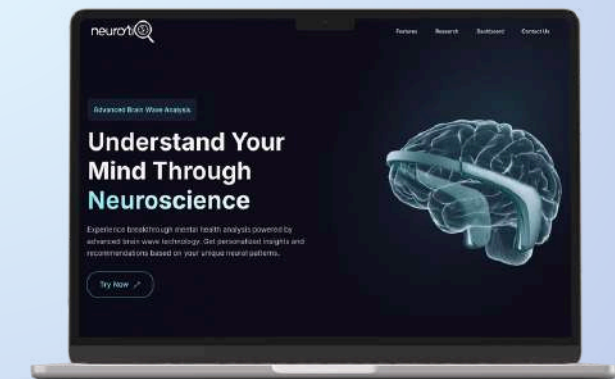 Features Research Dashboard Contact Us
Advanced Brain Wave Analysis
Understand Your
Mind Through
Neuroscience
Experience breakthrough mental health analysis powered by
advanced brain wave technology. Get personalized insights and
recommendations based on your unique neural patterns.
Try Now ↗